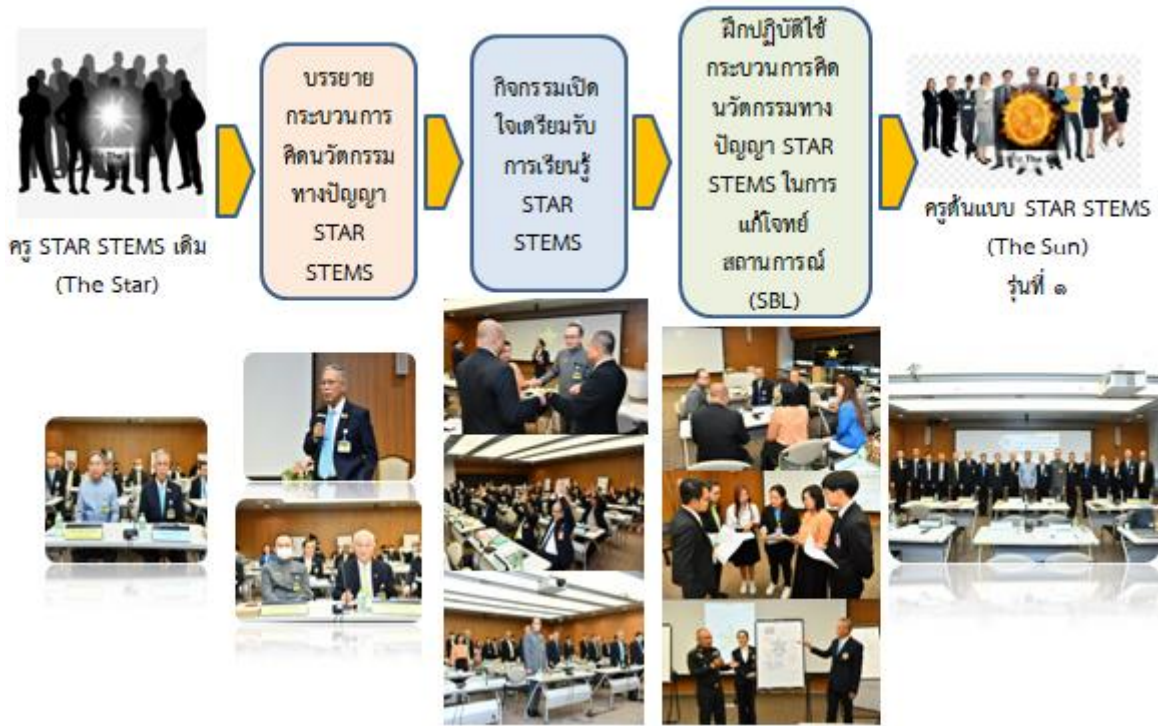 ครู STAR STEMS เดิม
(The Star)
บรรยาย
กระบวนการ
คิดนวัตกรรม
ทางปัญญา
STAR
STEMS
กิจกรรมเปิด
ใจเตรียมรับ
การเรียนรู้
STAR
STEMS
ฝึกปฏิบัติใช้
กระบวนการคิด
นวัตกรรมทาง
ปัญญา STAR
STEMS ในการ
แก้โจทย์
สถานการณ์
(SBL)
ครูต้นแบบ STAR STEMS
(The Sun)
รุ่นที่ ๑